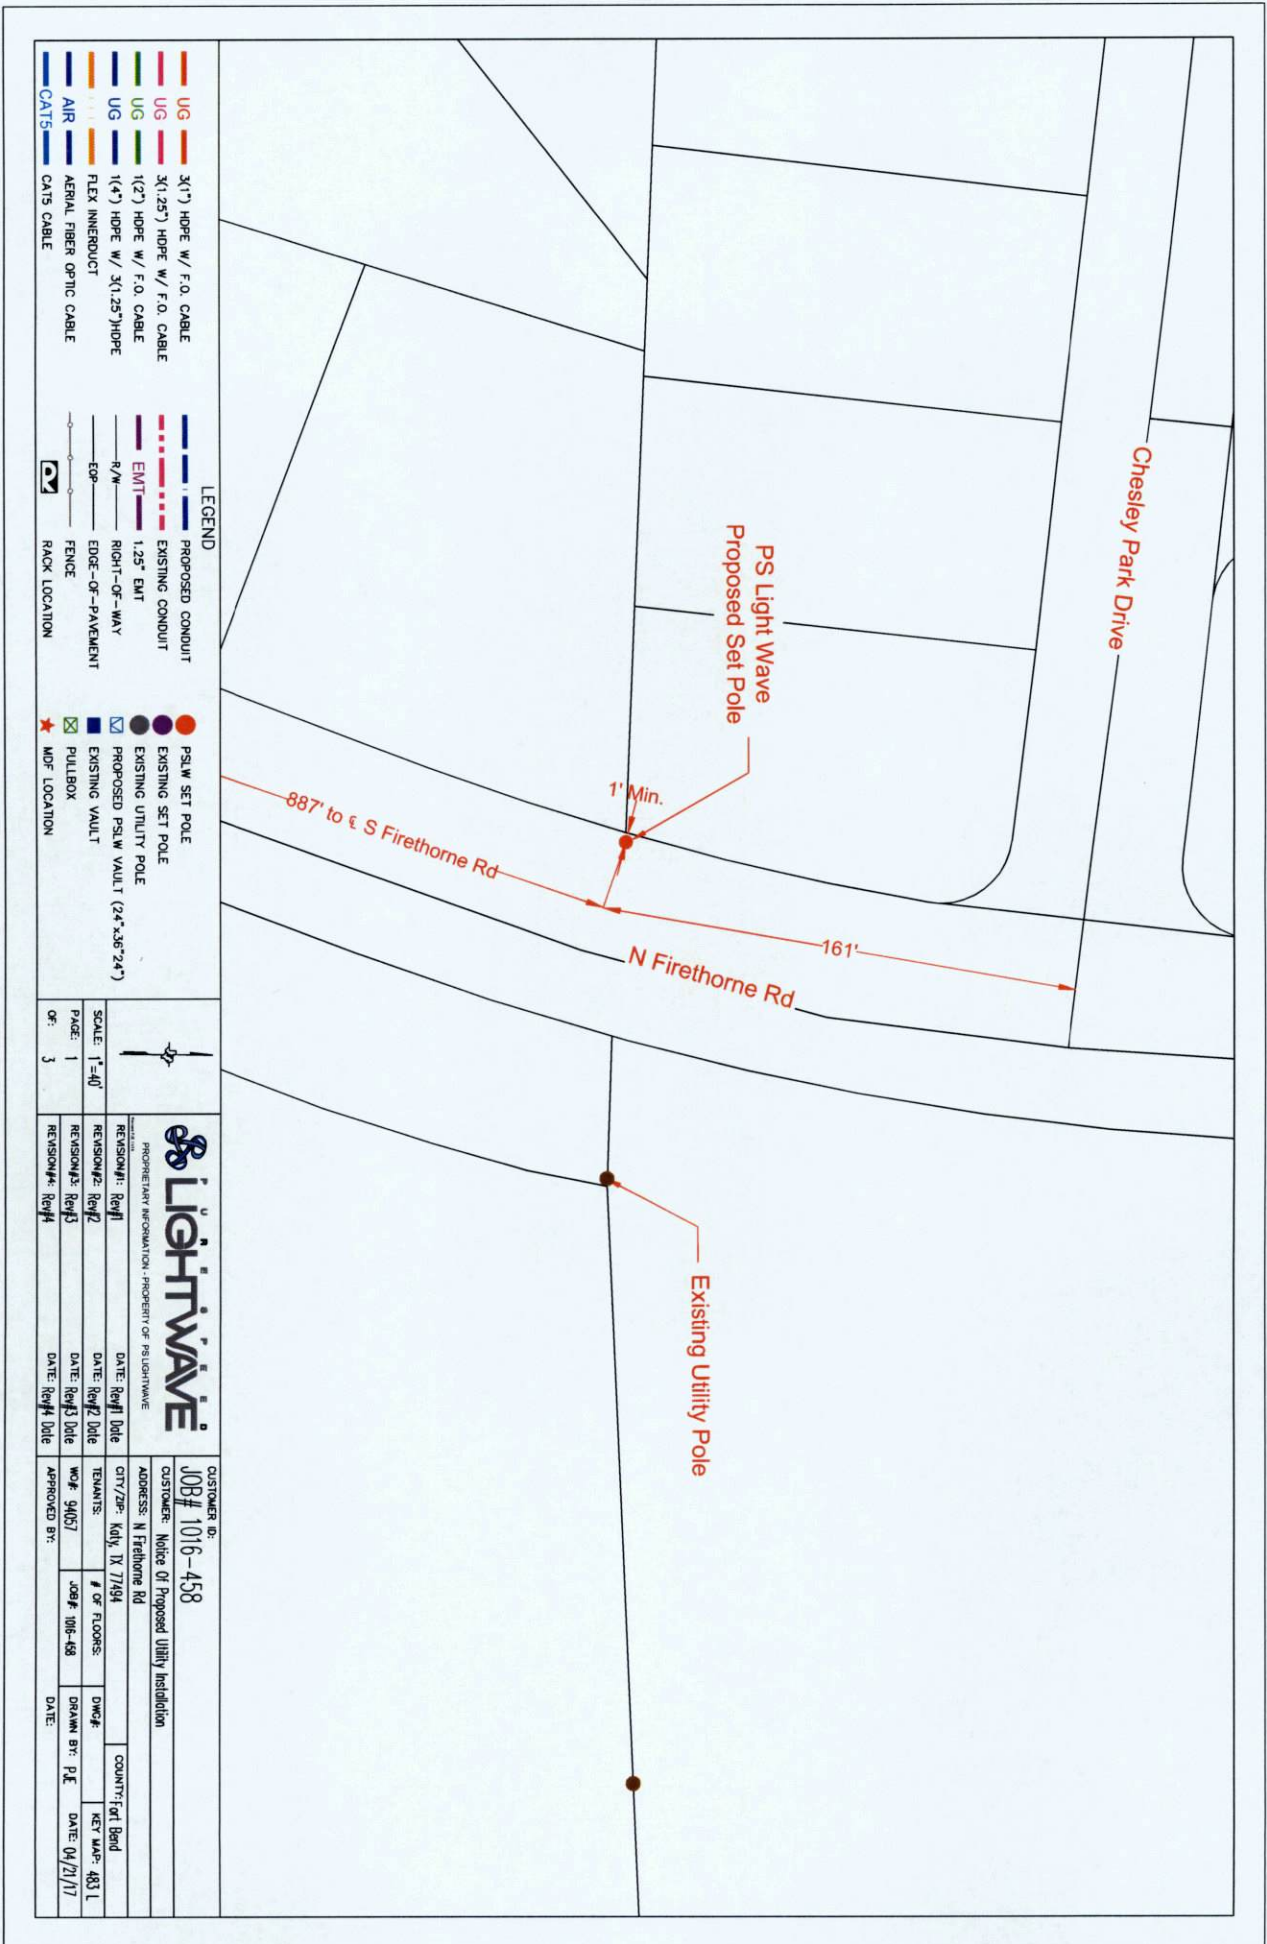 Chesley Park Drive
PS Light Wave
Proposed Set Pole
1' Min.
887' to ℄ S Firethorne Rd
161'
N Firethorne Rd
Existing Utility Pole
LEGEND
UG 3(1") HDPE W/ F.O. CABLE
UG 3(1.25") HDPE W/ F.O. CABLE
UG 1(2") HDPE W/ F.O. CABLE
UG 1(4") HDPE W/ 3(1.25")HDPE
FLEX INNERDUCT
AIR AERIAL FIBER OPTIC CABLE
CAT5 CAT5 CABLE
PROPOSED CONDUIT
EXISTING CONDUIT
EMT 1.25" EMT
R/W RIGHT-OF-WAY
EOP EDGE-OF-PAVEMENT
FENCE
RACK LOCATION
PSLW SET POLE
EXISTING SET POLE
EXISTING UTILITY POLE
PROPOSED PSLW VAULT (24"x36"24")
EXISTING VAULT
PULLBOX
MDF LOCATION
SCALE: 1"=40'
PAGE: 1
OF: 3
PURESPEED
LIGHTWAVE
PROPRIETARY INFORMATION - PROPERTY OF PS LIGHTWAVE
REVISION#1: Rev#1 DATE: Rev#1 Date
REVISION#2: Rev#2 DATE: Rev#2 Date
REVISION#3: Rev#3 DATE: Rev#3 Date
REVISION#4: Rev#4 DATE: Rev#4 Date
CUSTOMER ID:
JOB# 1016-458
CUSTOMER: Notice Of Proposed Utility Installation
ADDRESS: N Firethorne Rd
CITY/ZIP: Katy, TX 77494 COUNTY: Fort Bend
TENANTS: # OF FLOORS: DWG#: KEY MAP: 483 L
WO#: 94057 JOB#: 1016-458 DRAWN BY: PJE DATE: 04/21/17
APPROVED BY: DATE: